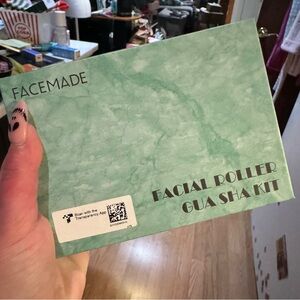 FACEMADE
Scan with the
Transparency App
FACIAL ROLLER
GUA SHA KIT